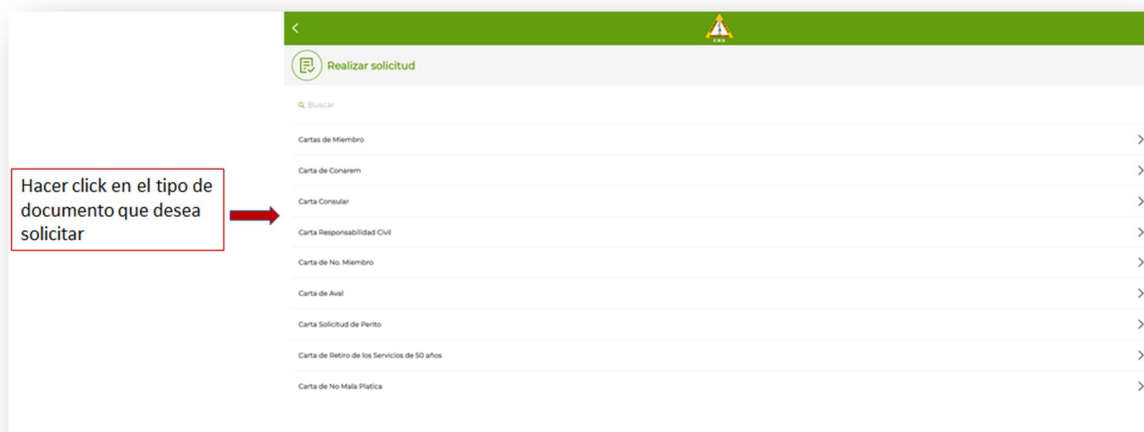 Realizar solicitud
Buscar
Cartas de Miembro
Carta de Conarem
Carta Consular
Carta Responsabilidad Civil
Carta de No. Miembro
Carta de Aval
Carta Solicitud de Perito
Carta de Retiro de los Servicios de 50 años
Carta de No Mala Platica
Hacer click en el tipo de
documento que desea
solicitar